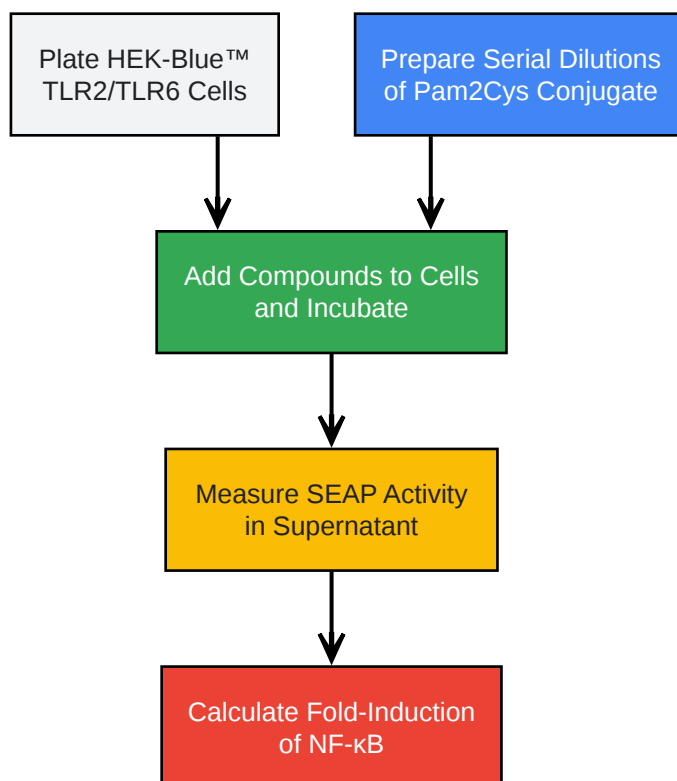 Plate HEK-Blue™
TLR2/TLR6 Cells
Prepare Serial Dilutions
of Pam2Cys Conjugate
Add Compounds to Cells
and Incubate
Measure SEAP Activity
in Supernatant
Calculate Fold-Induction
of NF-κB